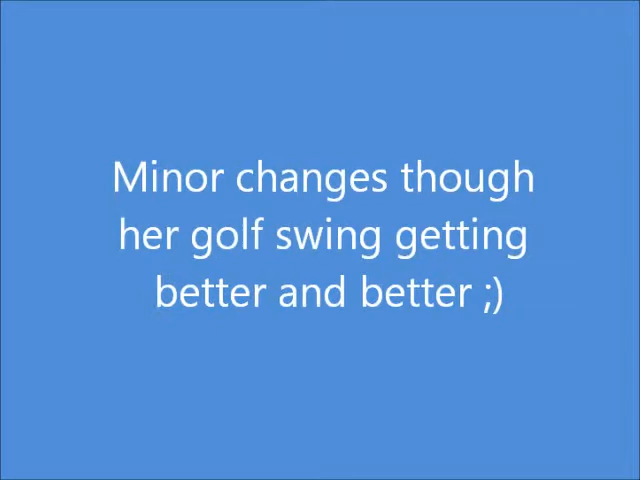 Minor changes though
her golf swing getting
better and better ;)